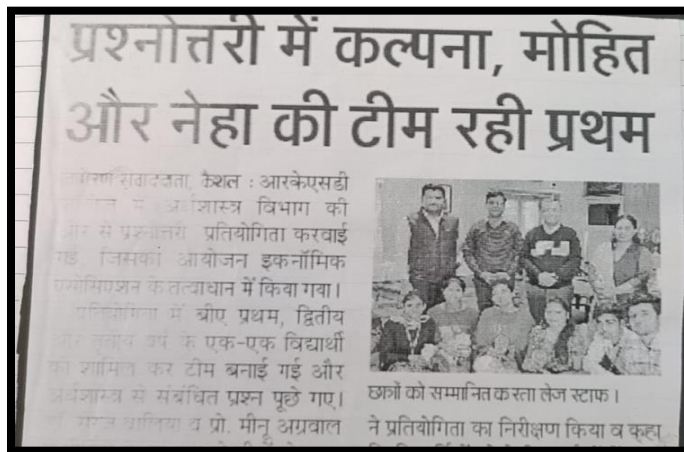 प्रश्नोत्तरी में कल्पना, मोहित
और नेहा की टीम रही प्रथम
संवाददाता, कैथल : आरकेएसडी
में अर्थशास्त्र विभाग की
ओर से प्रश्नोत्तरी प्रतियोगिता करवाई
गई, जिसका आयोजन इकनॉमिक
एसोसिएशन के तत्वाधान में किया गया।
प्रतियोगिता में बीए प्रथम, द्वितीय
और तृतीय वर्ष के एक-एक विद्यार्थी
को शामिल कर टीम बनाई गई और
अर्थशास्त्र से संबंधित प्रश्न पूछे गए।
वालिया व प्रो. मीनू अग्रवाल
छात्रों को सम्मानित करता लेज स्टाफ।
ने प्रतियोगिता का निरीक्षण किया व कहा